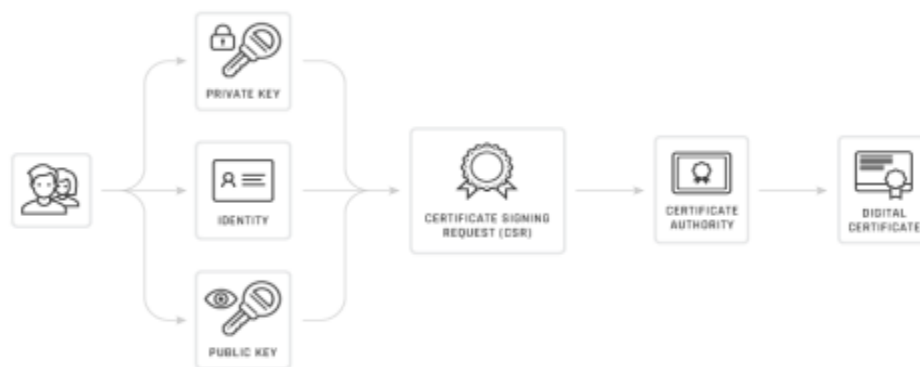 PRIVATE KEY
IDENTITY
PUBLIC KEY
CERTIFICATE SIGNING
REQUEST (CSR)
CERTIFICATE
AUTHORITY
DIGITAL
CERTIFICATE